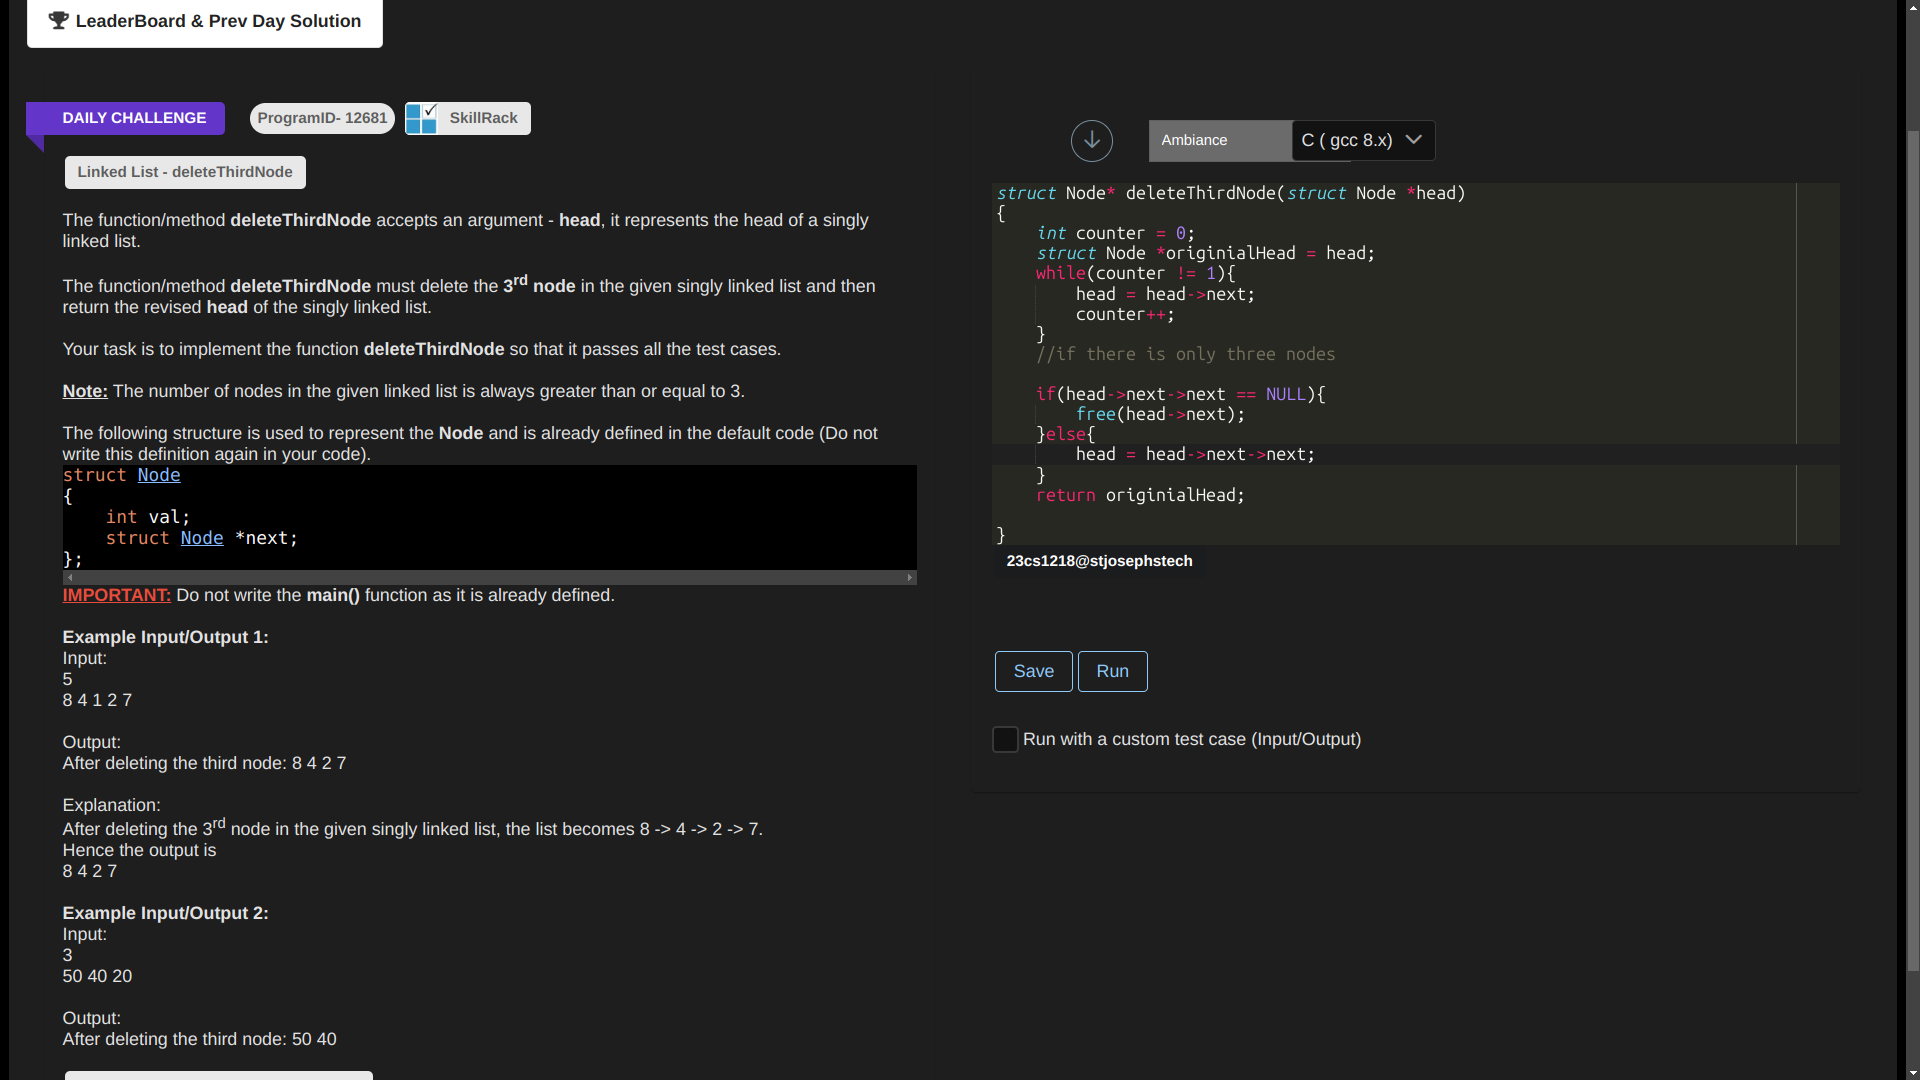 LeaderBoard & Prev Day Solution
DAILY CHALLENGE
ProgramID- 12681
SkillRack
Linked List - deleteThirdNode
The function/method deleteThirdNode accepts an argument - head, it represents the head of a singly
linked list.
The function/method deleteThirdNode must delete the 3rd node in the given singly linked list and then
return the revised head of the singly linked list.
Your task is to implement the function deleteThirdNode so that it passes all the test cases.
Note: The number of nodes in the given linked list is always greater than or equal to 3.
The following structure is used to represent the Node and is already defined in the default code (Do not
write this definition again in your code).
struct Node
{
    int val;
    struct Node *next;
};
IMPORTANT: Do not write the main() function as it is already defined.
Example Input/Output 1:
Input:
5
8 4 1 2 7
Output:
After deleting the third node: 8 4 2 7
Explanation:
After deleting the 3rd node in the given singly linked list, the list becomes 8 -> 4 -> 2 -> 7.
Hence the output is
8 4 2 7
Example Input/Output 2:
Input:
3
50 40 20
Output:
After deleting the third node: 50 40
Ambiance
C ( gcc 8.x)
struct Node* deleteThirdNode(struct Node *head)
{
    int counter = 0;
    struct Node *originialHead = head;
    while(counter != 1){
        head = head->next;
        counter++;
    }
    //if there is only three nodes
    if(head->next->next == NULL){
        free(head->next);
    }else{
        head = head->next->next;
    }
    return originialHead;
}
23cs1218@stjosephstech
Save
Run
Run with a custom test case (Input/Output)